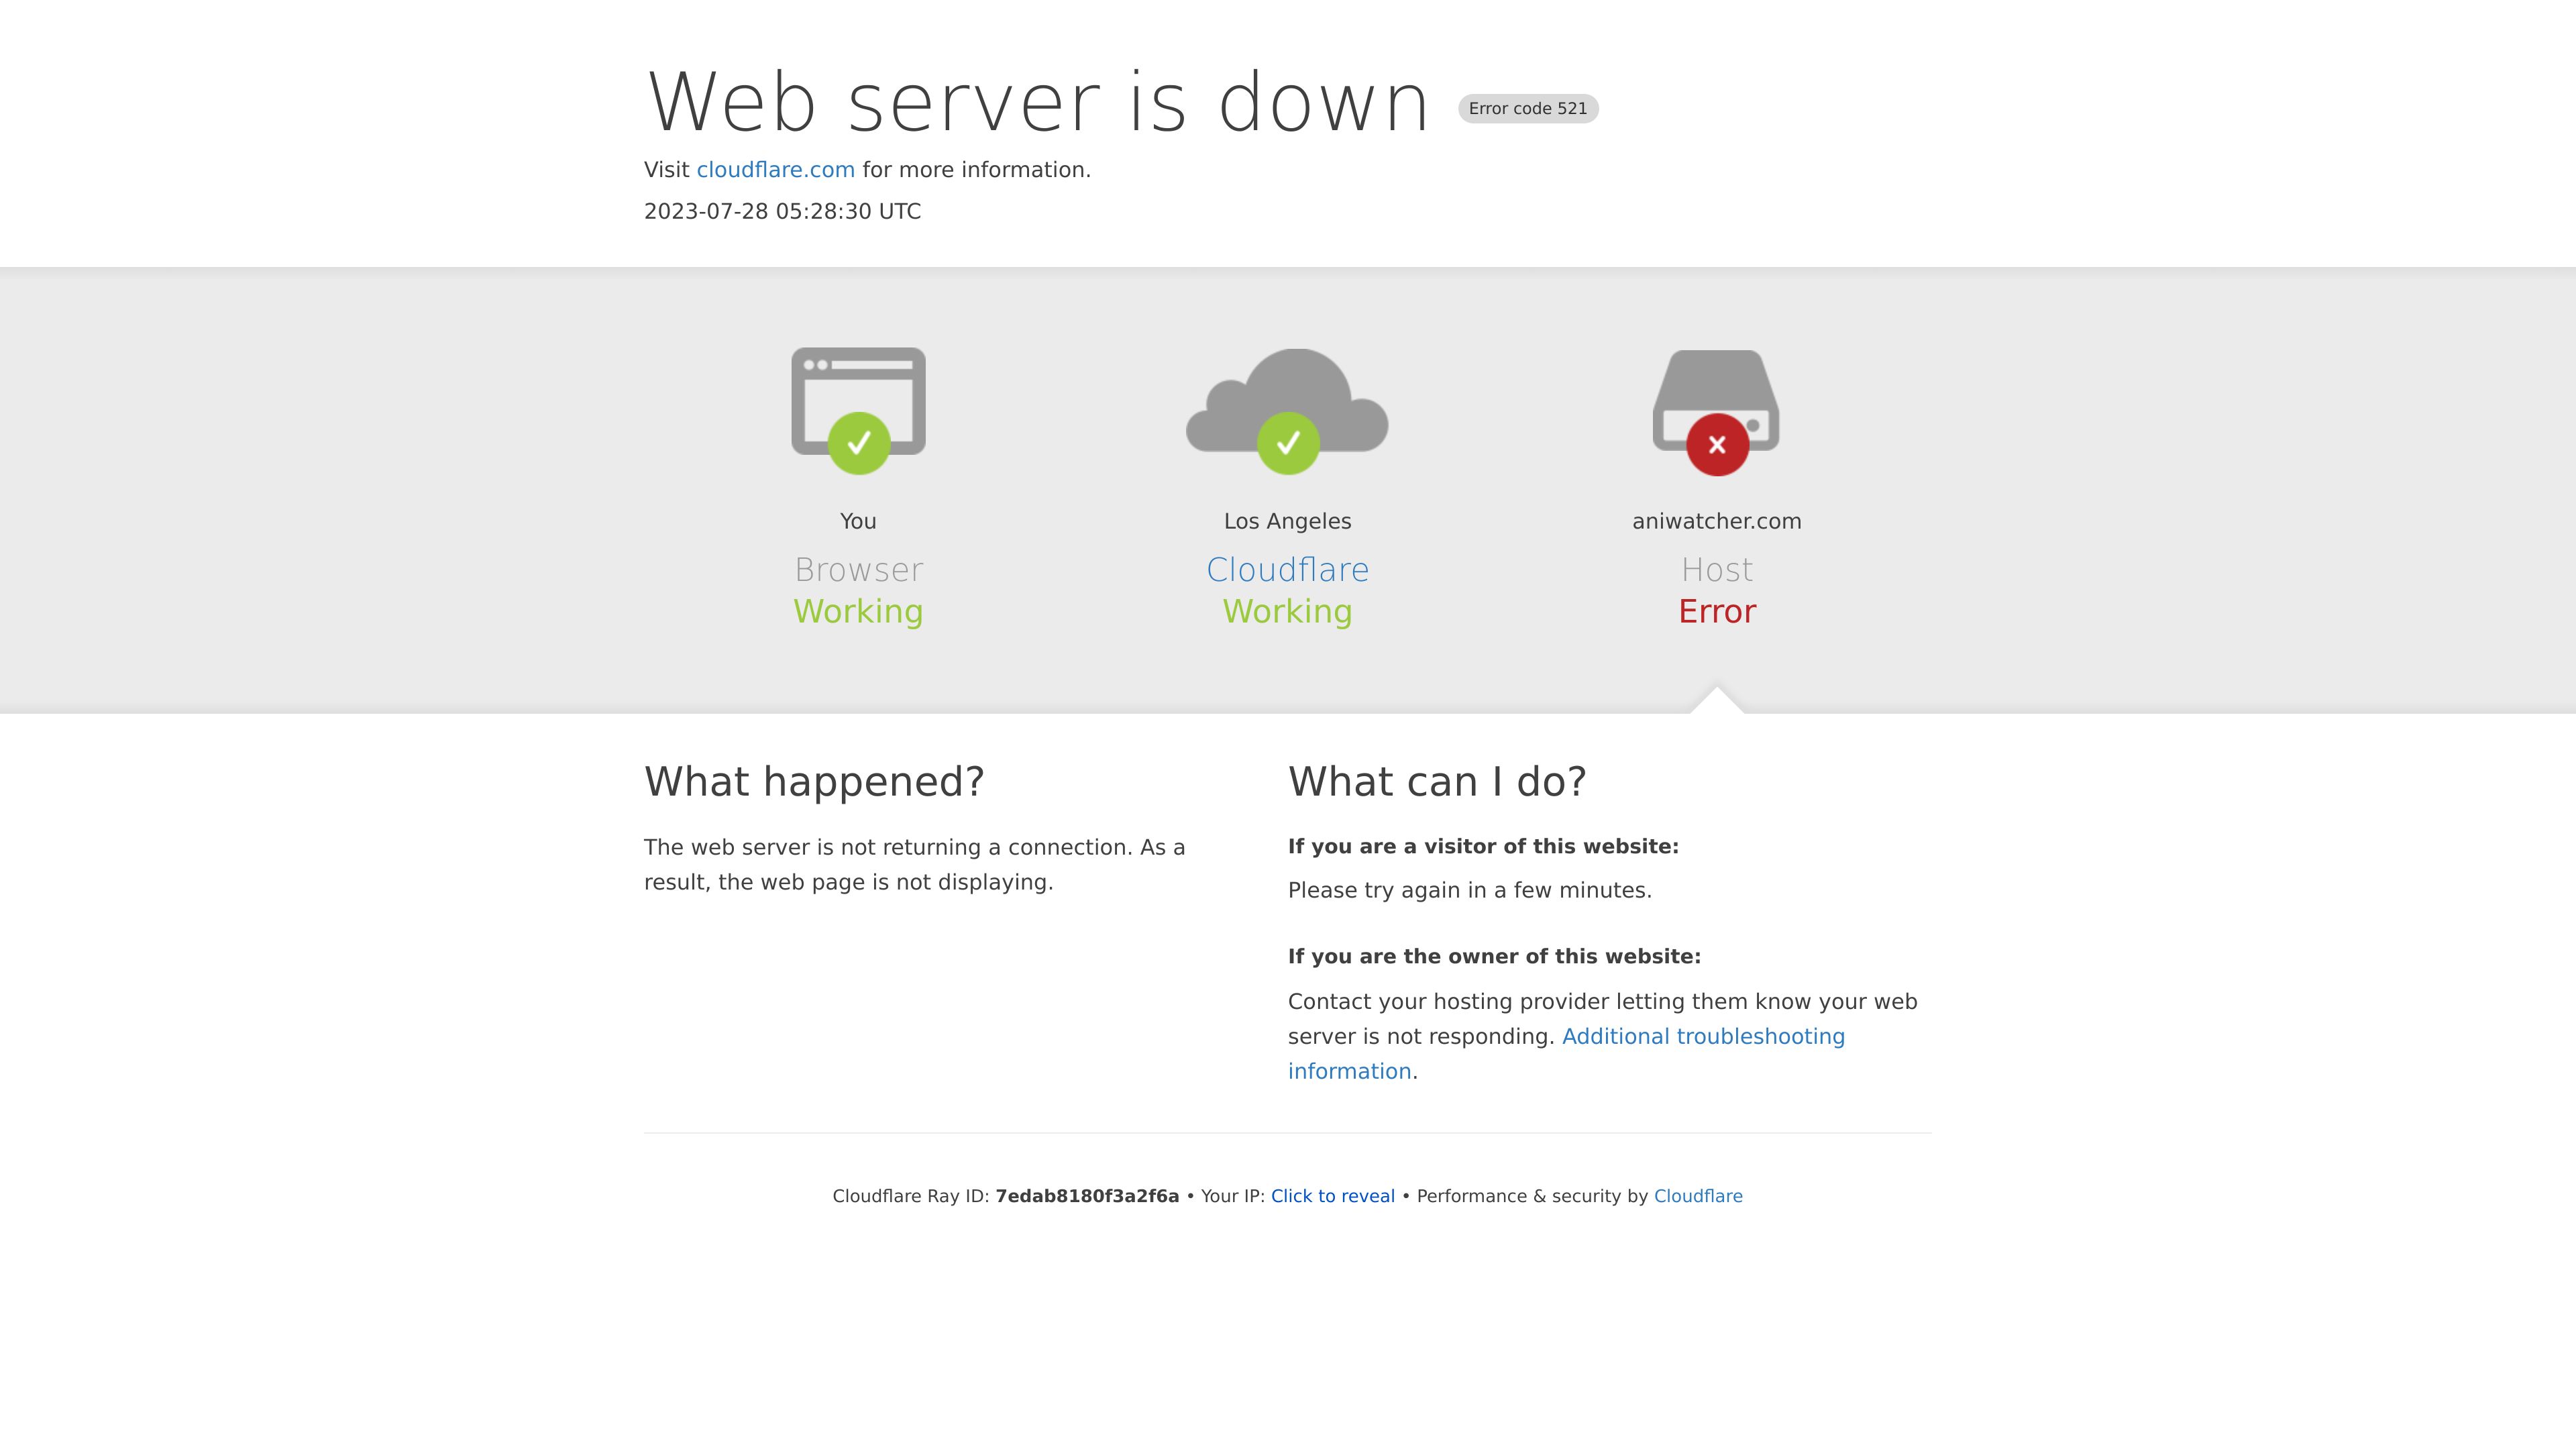 Web server is down Error code 521
Visit cloudflare.com for more information.
2023-07-28 05:28:30 UTC
You
Browser
Working
Los Angeles
Cloudflare
Working
aniwatcher.com
Host
Error
What happened?
The web server is not returning a connection. As a
result, the web page is not displaying.
What can I do?
If you are a visitor of this website:
Please try again in a few minutes.
If you are the owner of this website:
Contact your hosting provider letting them know your web
server is not responding. Additional troubleshooting
information.
Cloudflare Ray ID: 7edab8180f3a2f6a • Your IP: Click to reveal • Performance & security by Cloudflare